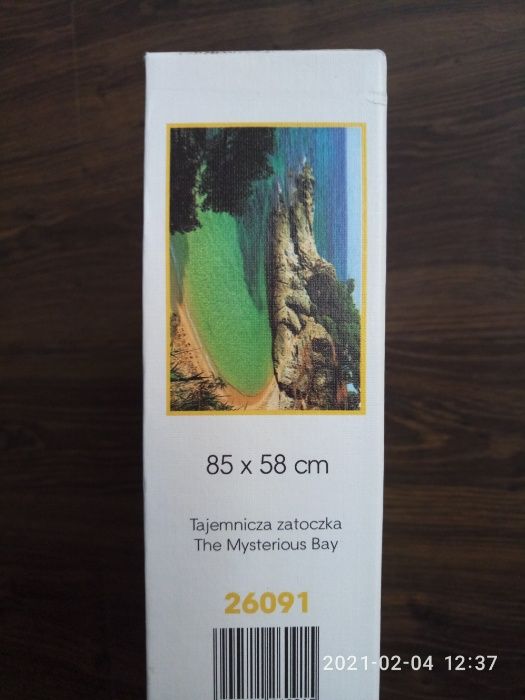 85 x 58 cm
Tajemnicza zatoczka
The Mysterious Bay
26091
2021-02-04 12:37